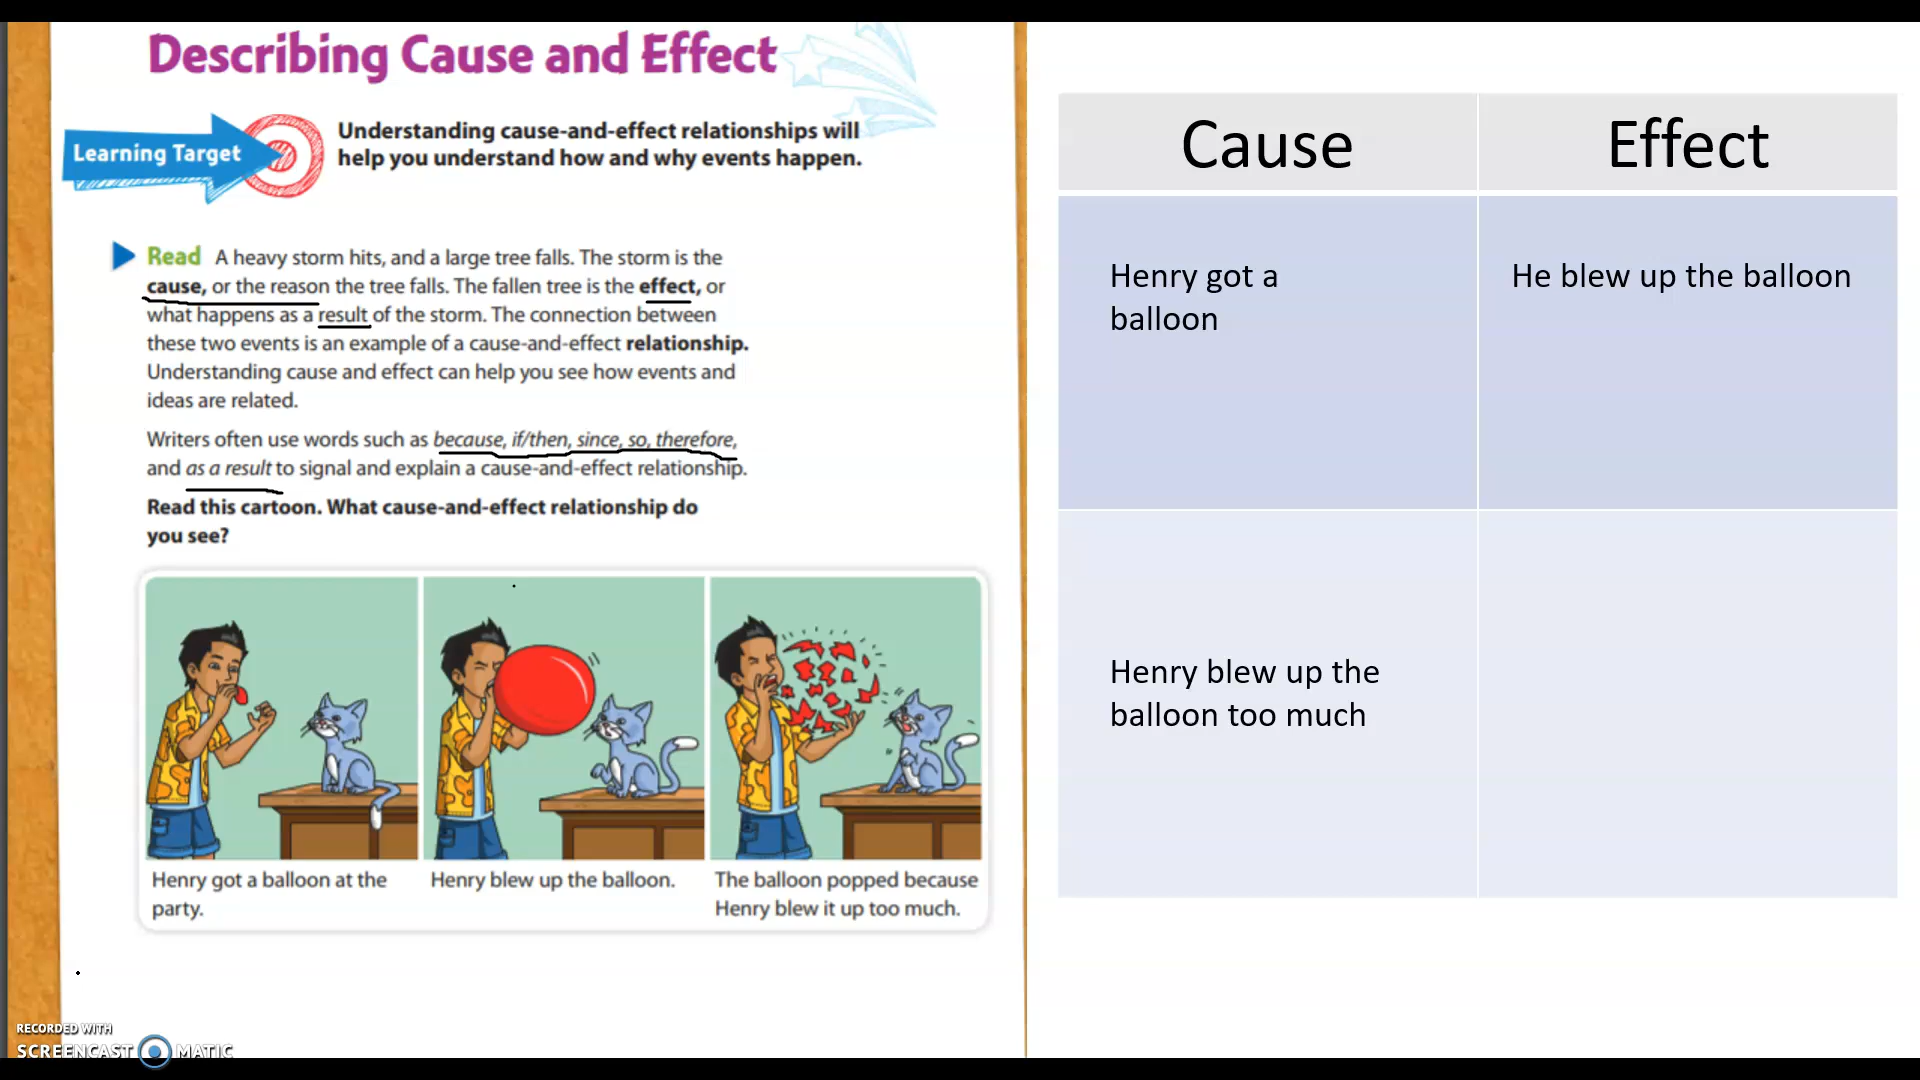 Describing Cause and Effect
Learning Target
Understanding cause-and-effect relationships will
help you understand how and why events happen.
Read A heavy storm hits, and a large tree falls. The storm is the
cause, or the reason the tree falls. The fallen tree is the effect, or
what happens as a result of the storm. The connection between
these two events is an example of a cause-and-effect relationship.
Understanding cause and effect can help you see how events and
ideas are related.
Writers often use words such as because, if/then, since, so, therefore,
and as a result to signal and explain a cause-and-effect relationship.
Read this cartoon. What cause-and-effect relationship do
you see?
Henry got a balloon at the
party.
Henry blew up the balloon.
The balloon popped because
Henry blew it up too much.
Cause
Effect
Henry got a
balloon
He blew up the balloon
Henry blew up the
balloon too much
RECORDED WITH
SCREENCAST MATIC